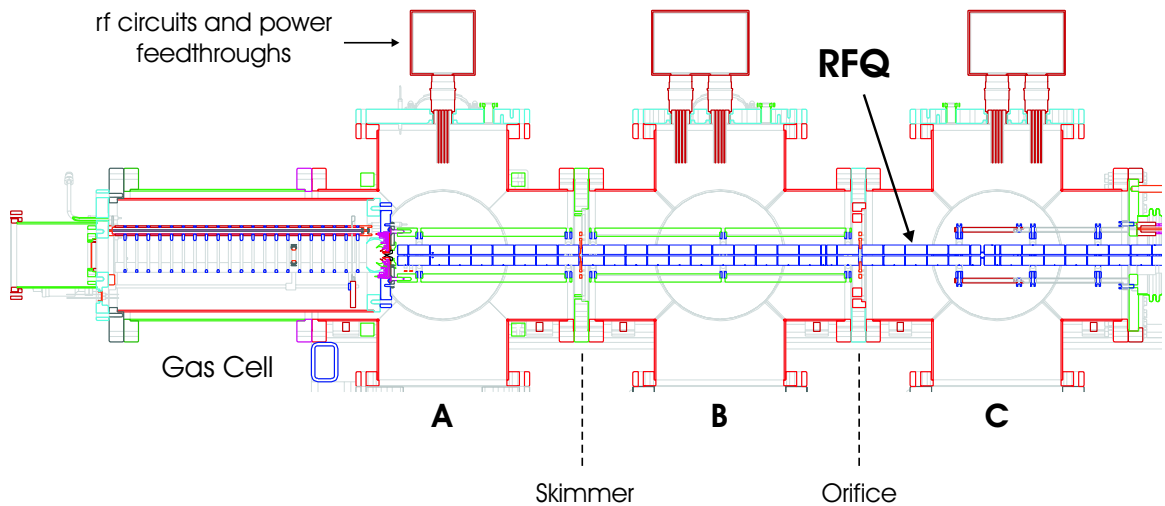 rf circuits and power
feedthroughs
RFQ
Gas Cell
A
B
C
Skimmer
Orifice